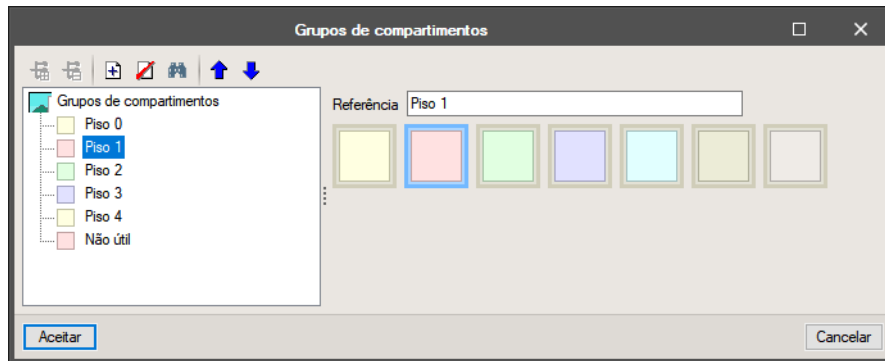 Grupos de compartimentos
Grupos de compartimentos
Piso 0
Piso 1
Piso 2
Piso 3
Piso 4
Não útil
Referência Piso 1
Aceitar
Cancelar